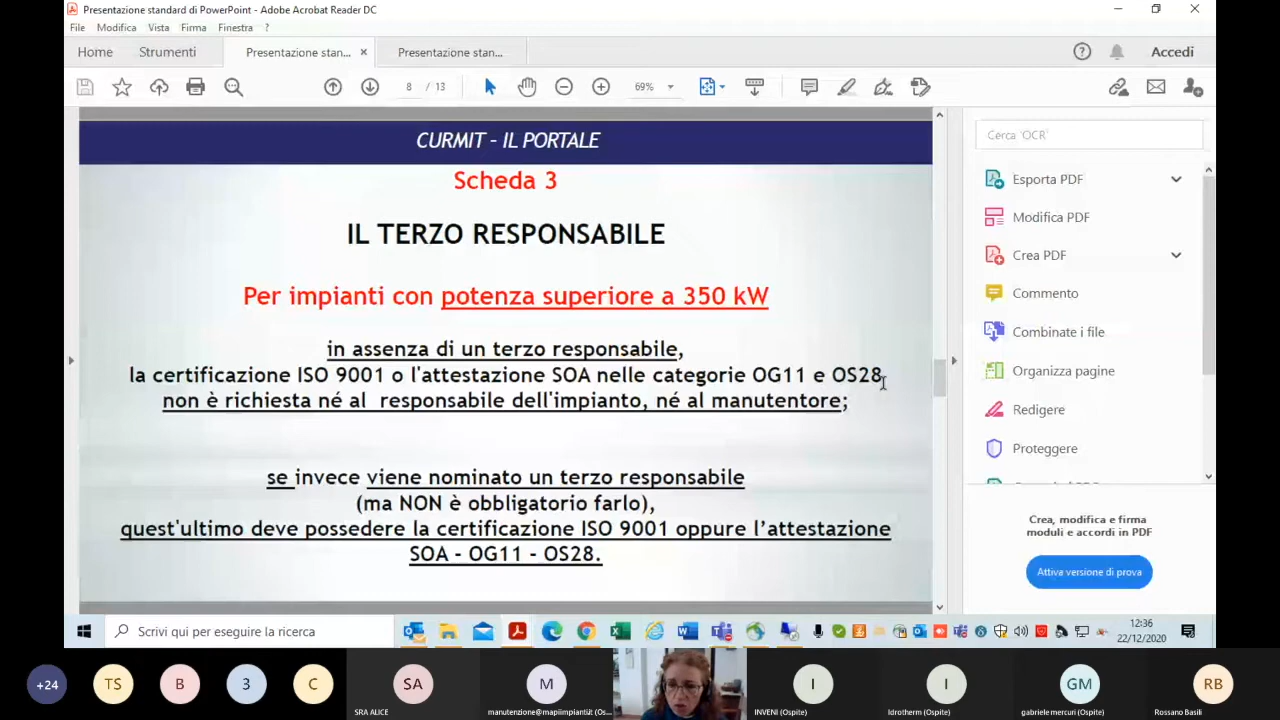 Presentazione standard di PowerPoint - Adobe Acrobat Reader DC
File Modifica Vista Firma Finestra ?
Home Strumenti Presentazione stan... × Presentazione stan... Accedi
8 / 13 69%
CURMIT - IL PORTALE
Scheda 3
IL TERZO RESPONSABILE
Per impianti con potenza superiore a 350 kW
in assenza di un terzo responsabile,
la certificazione ISO 9001 o l'attestazione SOA nelle categorie OG11 e OS28
non è richiesta né al responsabile dell'impianto, né al manutentore;
se invece viene nominato un terzo responsabile
(ma NON è obbligatorio farlo),
quest'ultimo deve possedere la certificazione ISO 9001 oppure l’attestazione
SOA - OG11 - OS28.
Cerca 'OCR'
Esporta PDF
Modifica PDF
Crea PDF
Commento
Combinate i file
Organizza pagine
Redigere
Proteggere
Crea, modifica e firma
moduli e accordi in PDF
Attiva versione di prova
Scrivi qui per eseguire la ricerca
12:36
22/12/2020
+24 TS B 3 C SA M I I GM RB
SRA ALICE manutenzione@mapiimpianti.it (Os... INVENI (Ospite) Idrotherm (Ospite) gabriele mercuri (Ospite) Rossano Basili